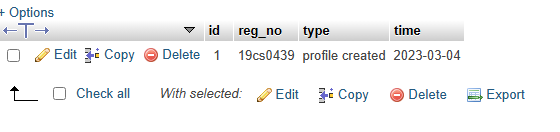 + Options
id reg_no type time
Edit Copy Delete 1 19cs0439 profile created 2023-03-04
Check all With selected: Edit Copy Delete Export